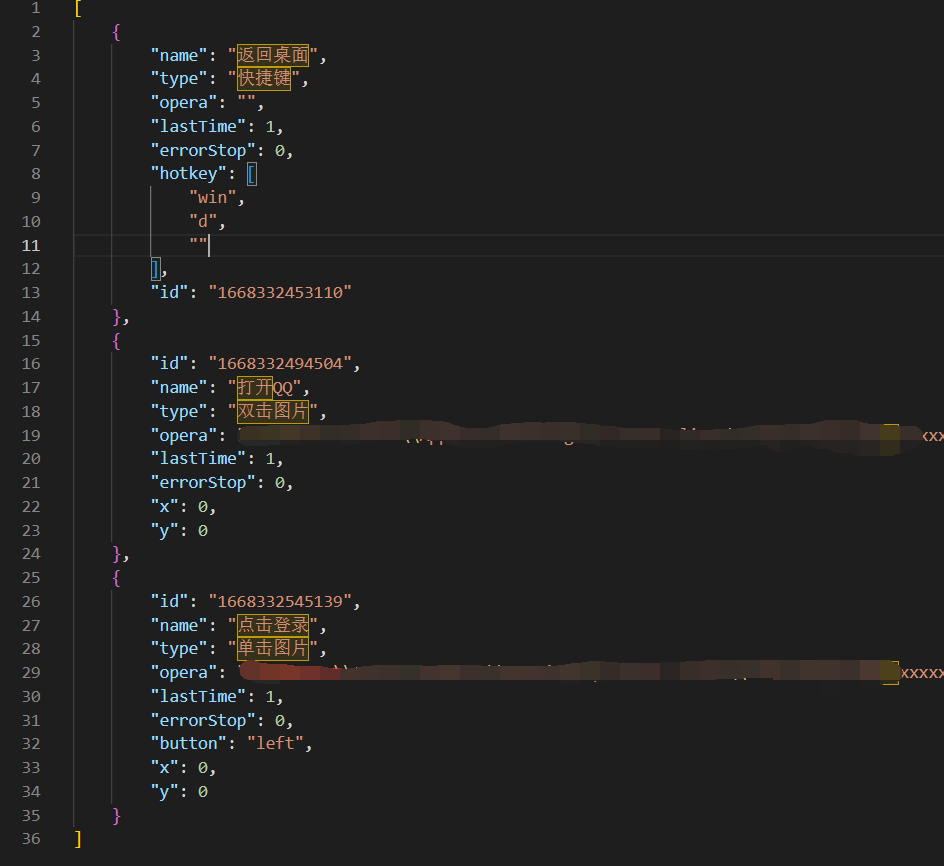 1 [
2 {
3 "name": "返回桌面",
4 "type": "快捷键",
5 "opera": "",
6 "lastTime": 1,
7 "errorStop": 0,
8 "hotkey": [
9 "win",
10 "d",
11 ""
12 ],
13 "id": "1668332453110"
14 },
15 {
16 "id": "1668332494504",
17 "name": "打开QQ",
18 "type": "双击图片",
19 "opera":
20 "lastTime": 1,
21 "errorStop": 0,
22 "x": 0,
23 "y": 0
24 },
25 {
26 "id": "1668332545139",
27 "name": "点击登录",
28 "type": "单击图片",
29 "opera": xxxxx
30 "lastTime": 1,
31 "errorStop": 0,
32 "button": "left",
33 "x": 0,
34 "y": 0
35 }
36 ]